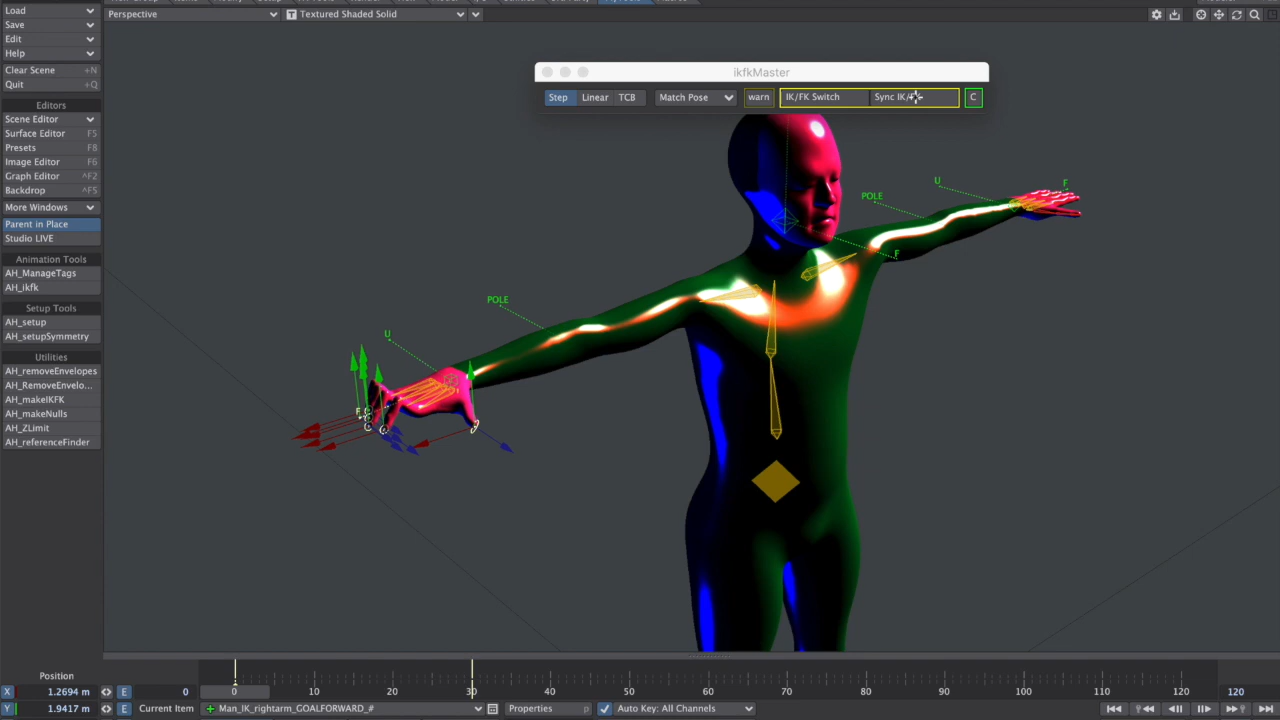 Load
Save
Edit
Help
Clear Scene +N
Quit +Q
Editors
Scene Editor
Surface Editor F5
Presets F8
Image Editor F6
Graph Editor ^F2
Backdrop ^F5
More Windows
Parent in Place
Studio LIVE
Animation Tools
AH_ManageTags
AH_ikfk
Setup Tools
AH_setup
AH_setupSymmetry
Utilities
AH_removeEnvelopes
AH_RemoveEnvelo...
AH_makeIKFK
AH_makeNulls
AH_ZLimit
AH_referenceFinder
Perspective
T Textured Shaded Solid
ikfkMaster
Step Linear TCB Match Pose warn IK/FK Switch Sync IK/ C
U F
POLE
F
POLE
U
F
Position
X 1.2694 m E 0
Y 1.9417 m E
0 10 20 30 40 50 60 70 80 90 100 110 120 120
Current Item Man_IK_rightarm_GOALFORWARD_# Properties Auto Key: All Channels